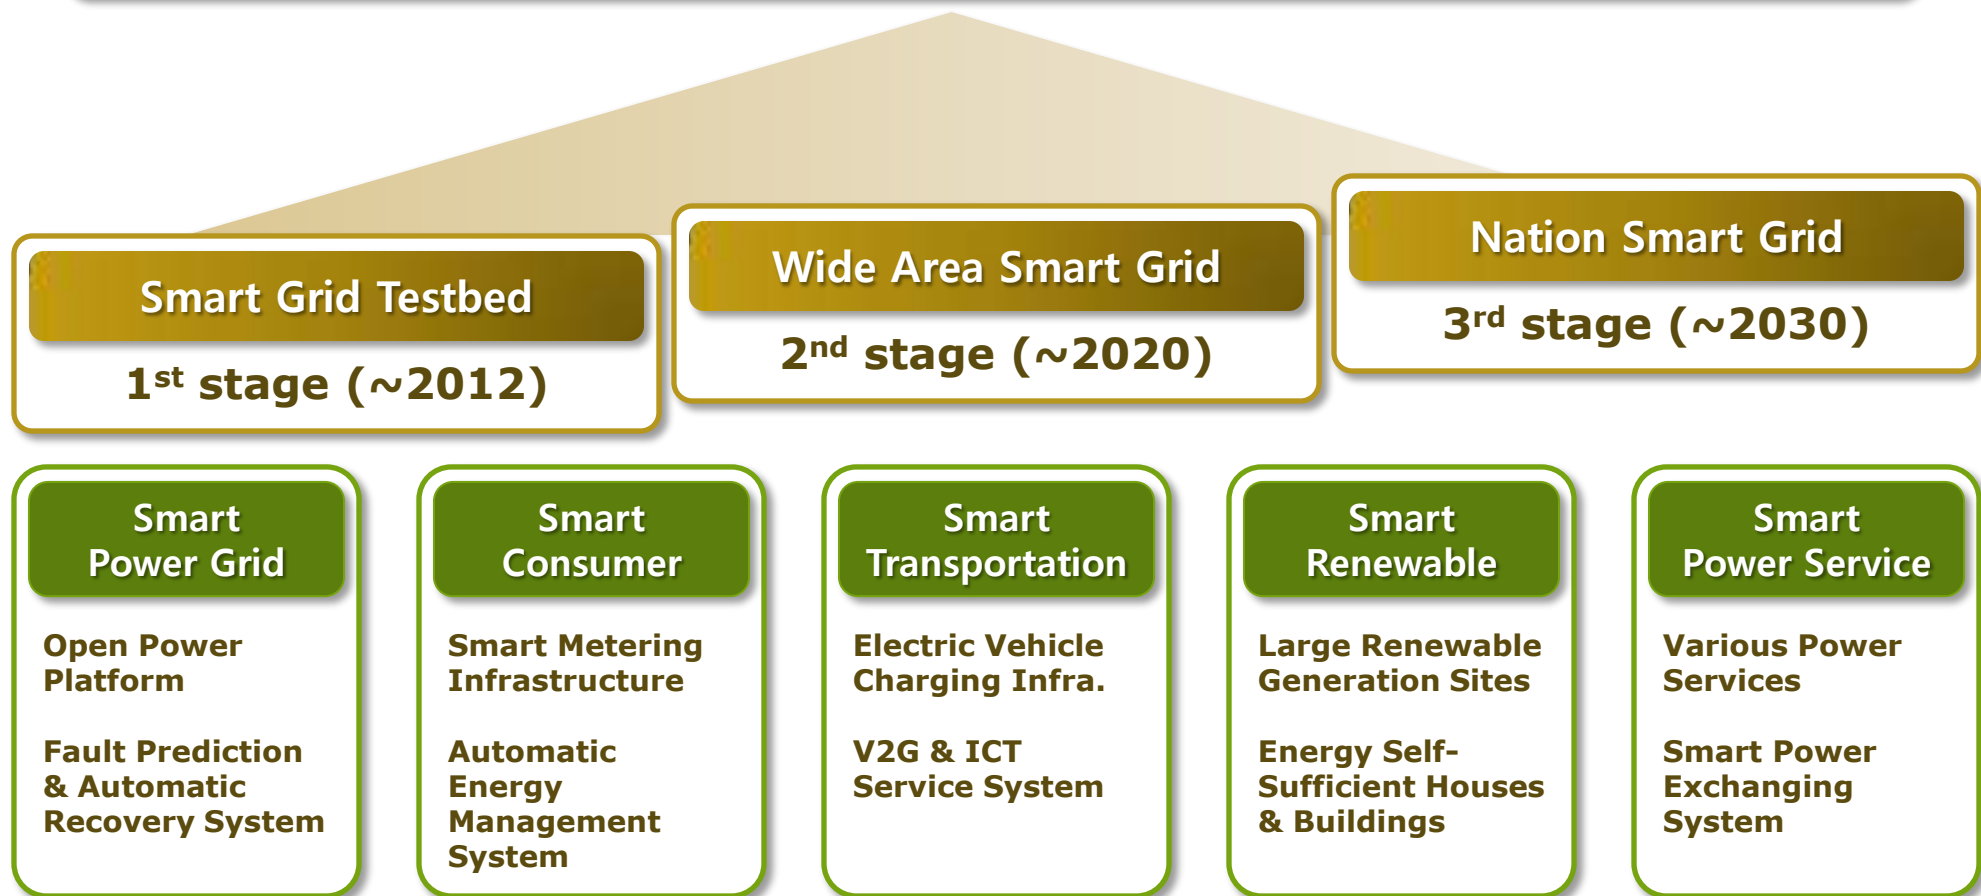 Smart Grid Testbed
1st stage (~2012)
Wide Area Smart Grid
2nd stage (~2020)
Nation Smart Grid
3rd stage (~2030)
Smart
Power Grid
Open Power
Platform
Fault Prediction
& Automatic
Recovery System
Smart
Consumer
Smart Metering
Infrastructure
Automatic
Energy
Management
System
Smart
Transportation
Electric Vehicle
Charging Infra.
V2G & ICT
Service System
Smart
Renewable
Large Renewable
Generation Sites
Energy Self-
Sufficient Houses
& Buildings
Smart
Power Service
Various Power
Services
Smart Power
Exchanging
System